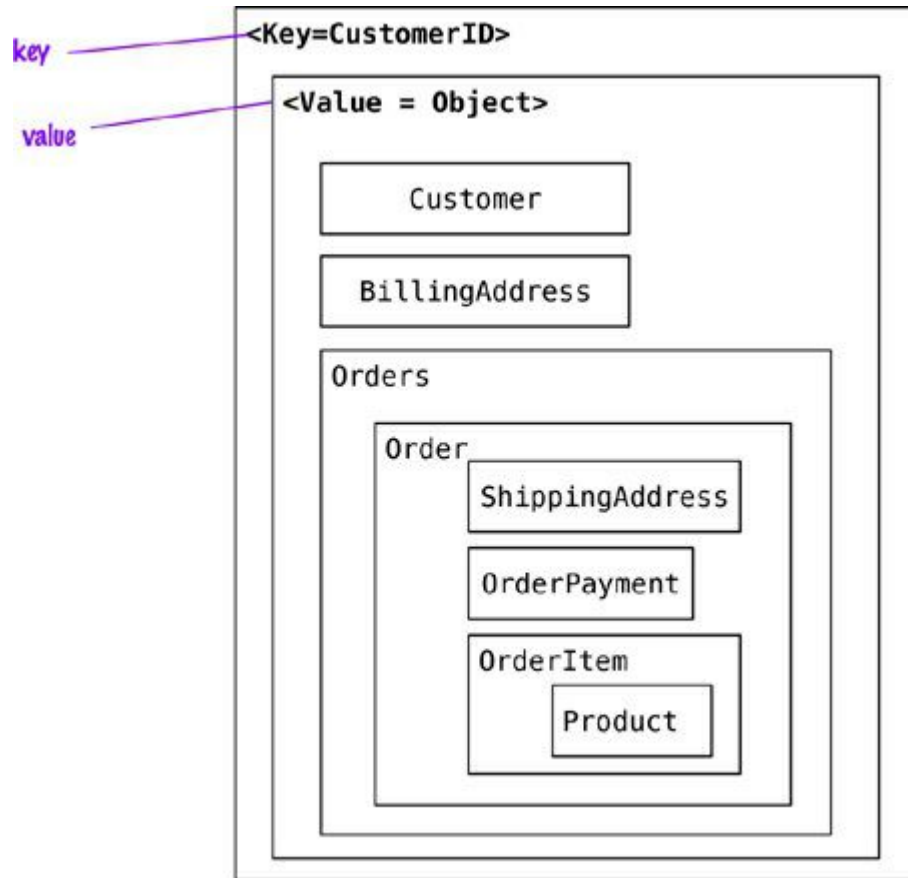 <Key=CustomerID>
key
<Value = Object>
value
Customer
BillingAddress
Orders
Order
ShippingAddress
OrderPayment
OrderItem
Product